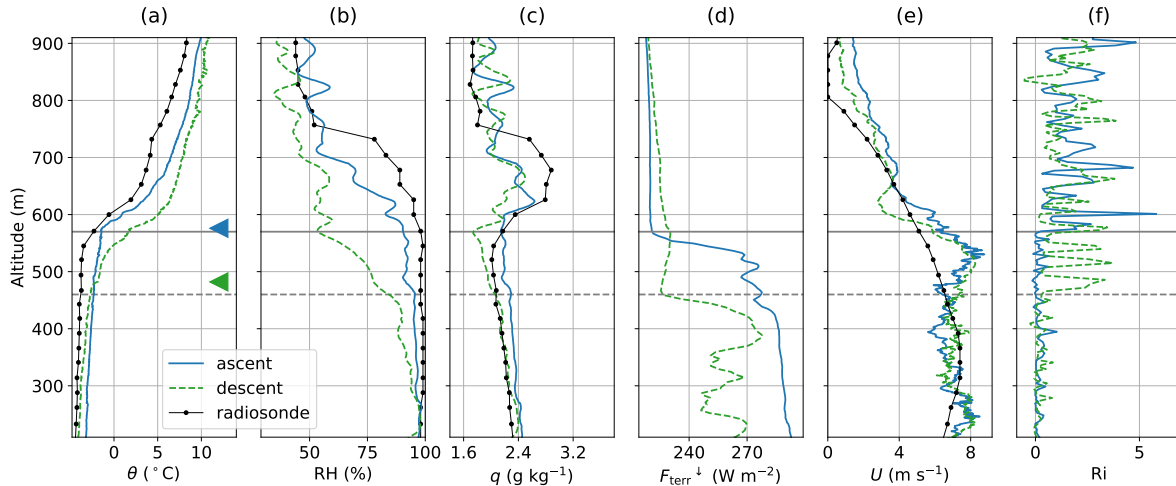 (a) (b) (c) (d) (e) (f)
900
800
700
600
500
400
300
Altitude (m)
ascent
descent
radiosonde
0 10 50 75 100 1.6 2.4 3.2 240 270 0 4 8 0 5
θ (°C) RH (%) q (g kg⁻¹) F_terr↓ (W m⁻²) U (m s⁻¹) Ri